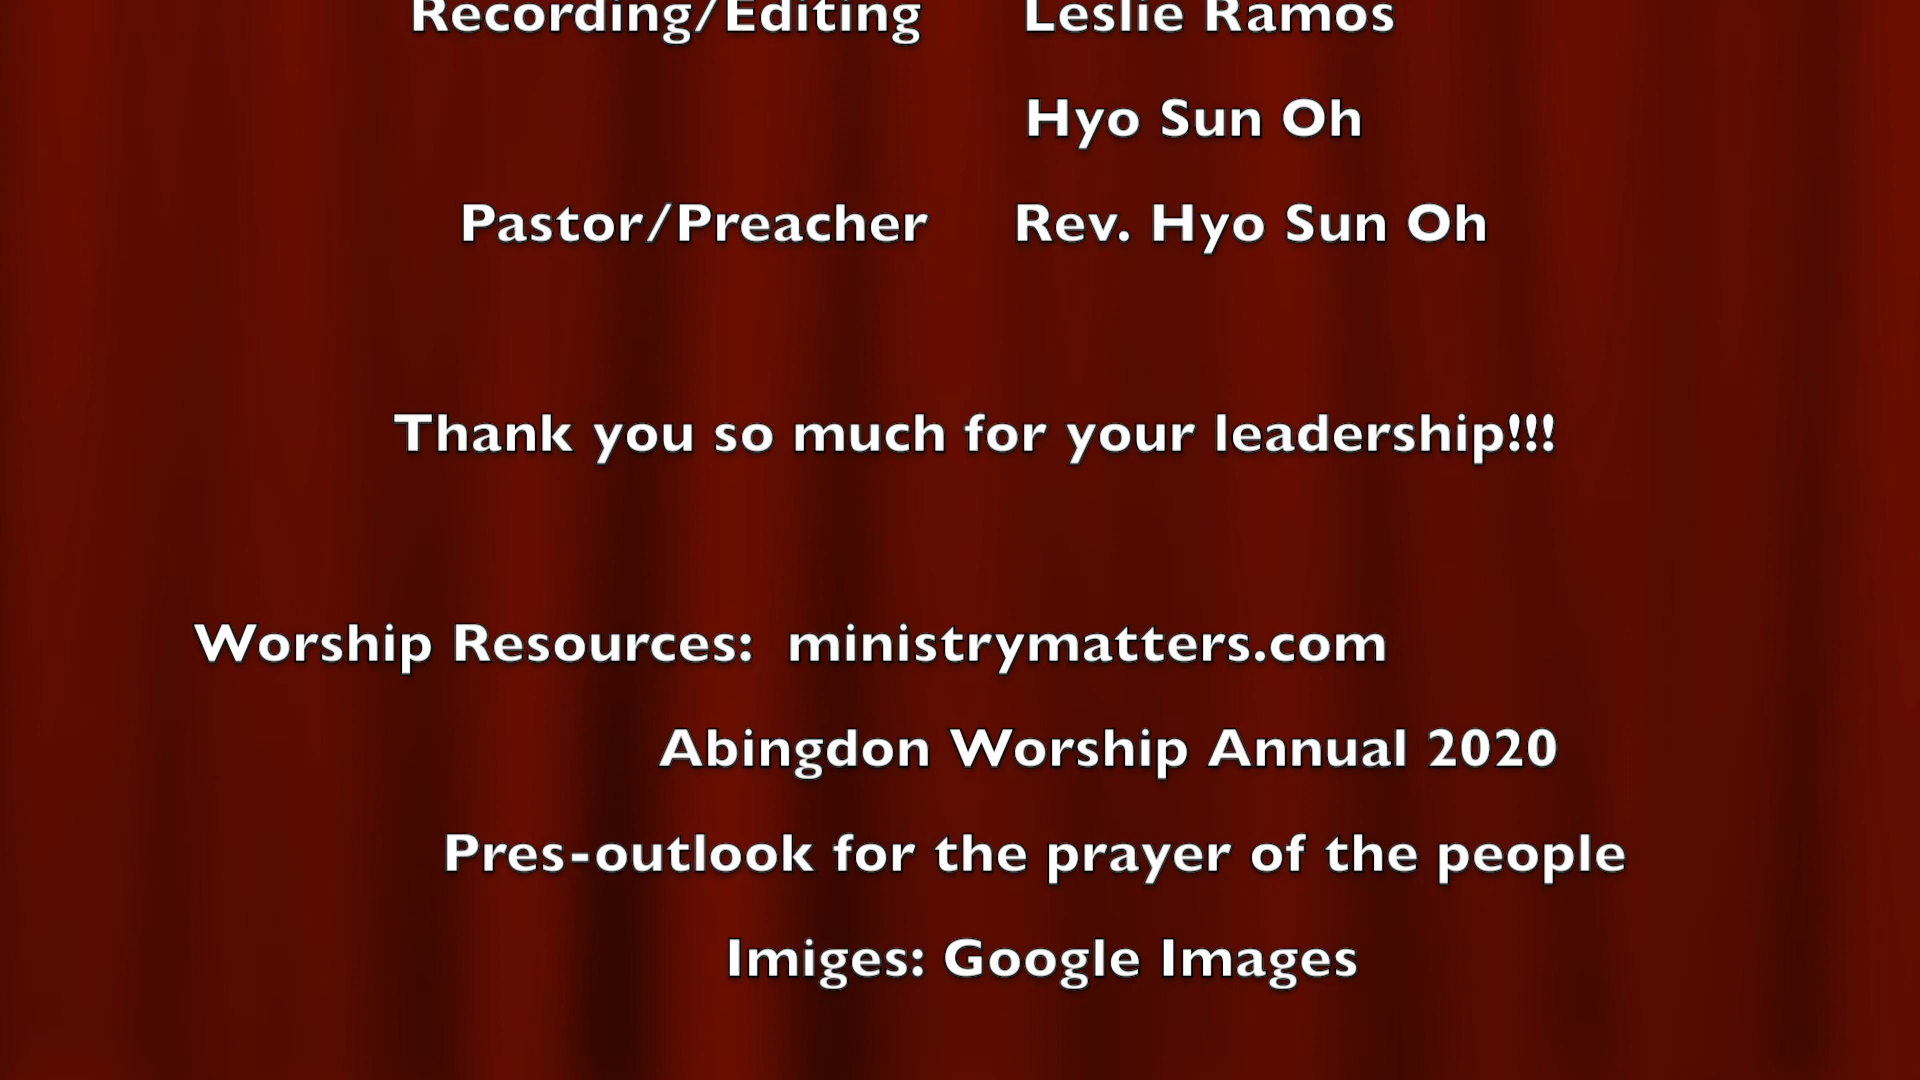 Recording/Editing Leslie Ramos
Hyo Sun Oh
Pastor/Preacher Rev. Hyo Sun Oh
Thank you so much for your leadership!!!
Worship Resources: ministrymatters.com
Abingdon Worship Annual 2020
Pres-outlook for the prayer of the people
Imiges: Google Images